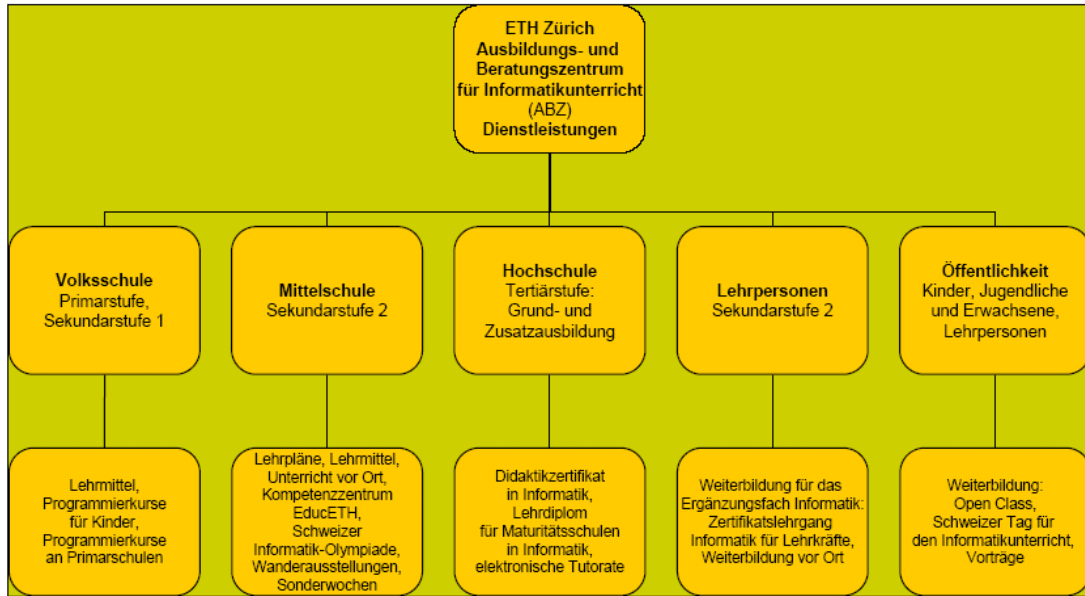 ETH Zürich
Ausbildungs- und
Beratungszentrum
für Informatikunterricht
(ABZ)
Dienstleistungen
Volksschule
Primarstufe,
Sekundarstufe 1
Mittelschule
Sekundarstufe 2
Hochschule
Tertiärstufe:
Grund- und
Zusatzausbildung
Lehrpersonen
Sekundarstufe 2
Öffentlichkeit
Kinder, Jugendliche
und Erwachsene,
Lehrpersonen
Lehrmittel,
Programmierkurse
für Kinder,
Programmierkurse
an Primarschulen
Lehrpläne, Lehrmittel,
Unterricht vor Ort,
Kompetenzzentrum
EducETH,
Schweizer
Informatik-Olympiade,
Wanderausstellungen,
Sonderwochen
Didaktikzertifikat
in Informatik,
Lehrdiplom
für Maturitätsschulen
in Informatik,
elektronische Tutorate
Weiterbildung für das
Ergänzungsfach Informatik:
Zertifikatslehrgang
Informatik für Lehrkräfte,
Weiterbildung vor Ort
Weiterbildung:
Open Class,
Schweizer Tag für
den Informatikunterricht,
Vorträge